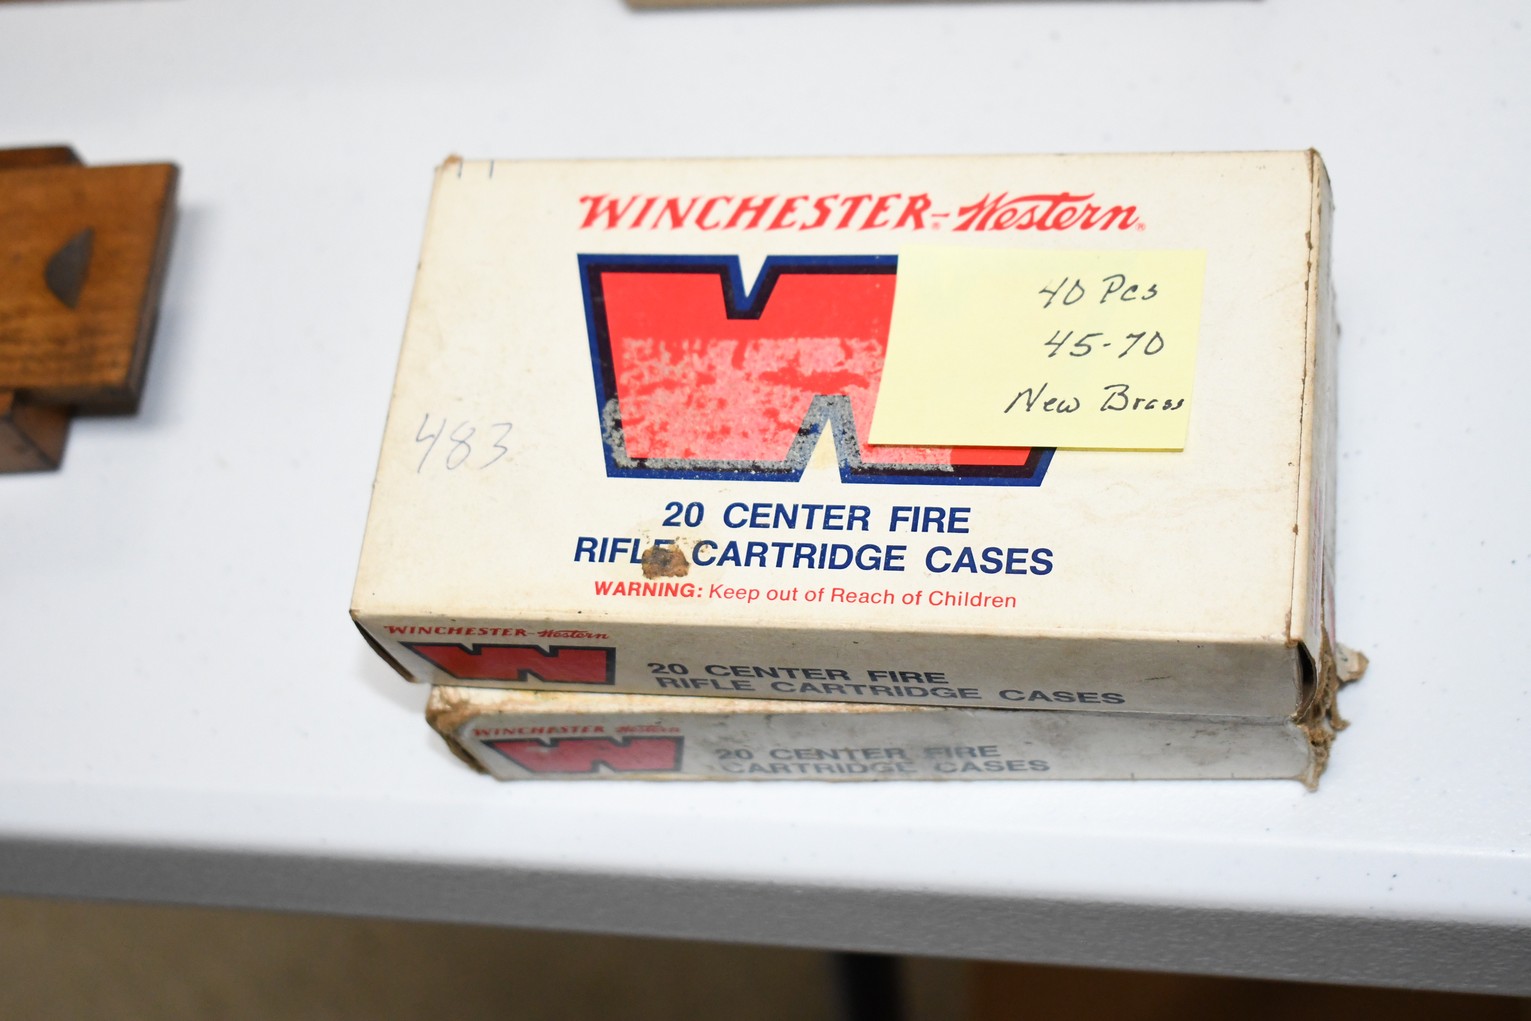 WINCHESTER-Western
40 Pcs
45-70
New Brass
483
20 CENTER FIRE
RIFLE CARTRIDGE CASES
WARNING: Keep out of Reach of Children
WINCHESTER-Western
20 CENTER FIRE
RIFLE CARTRIDGE CASES
WINCHESTER Western
20 CENTER FIRE
CARTRIDGE CASES